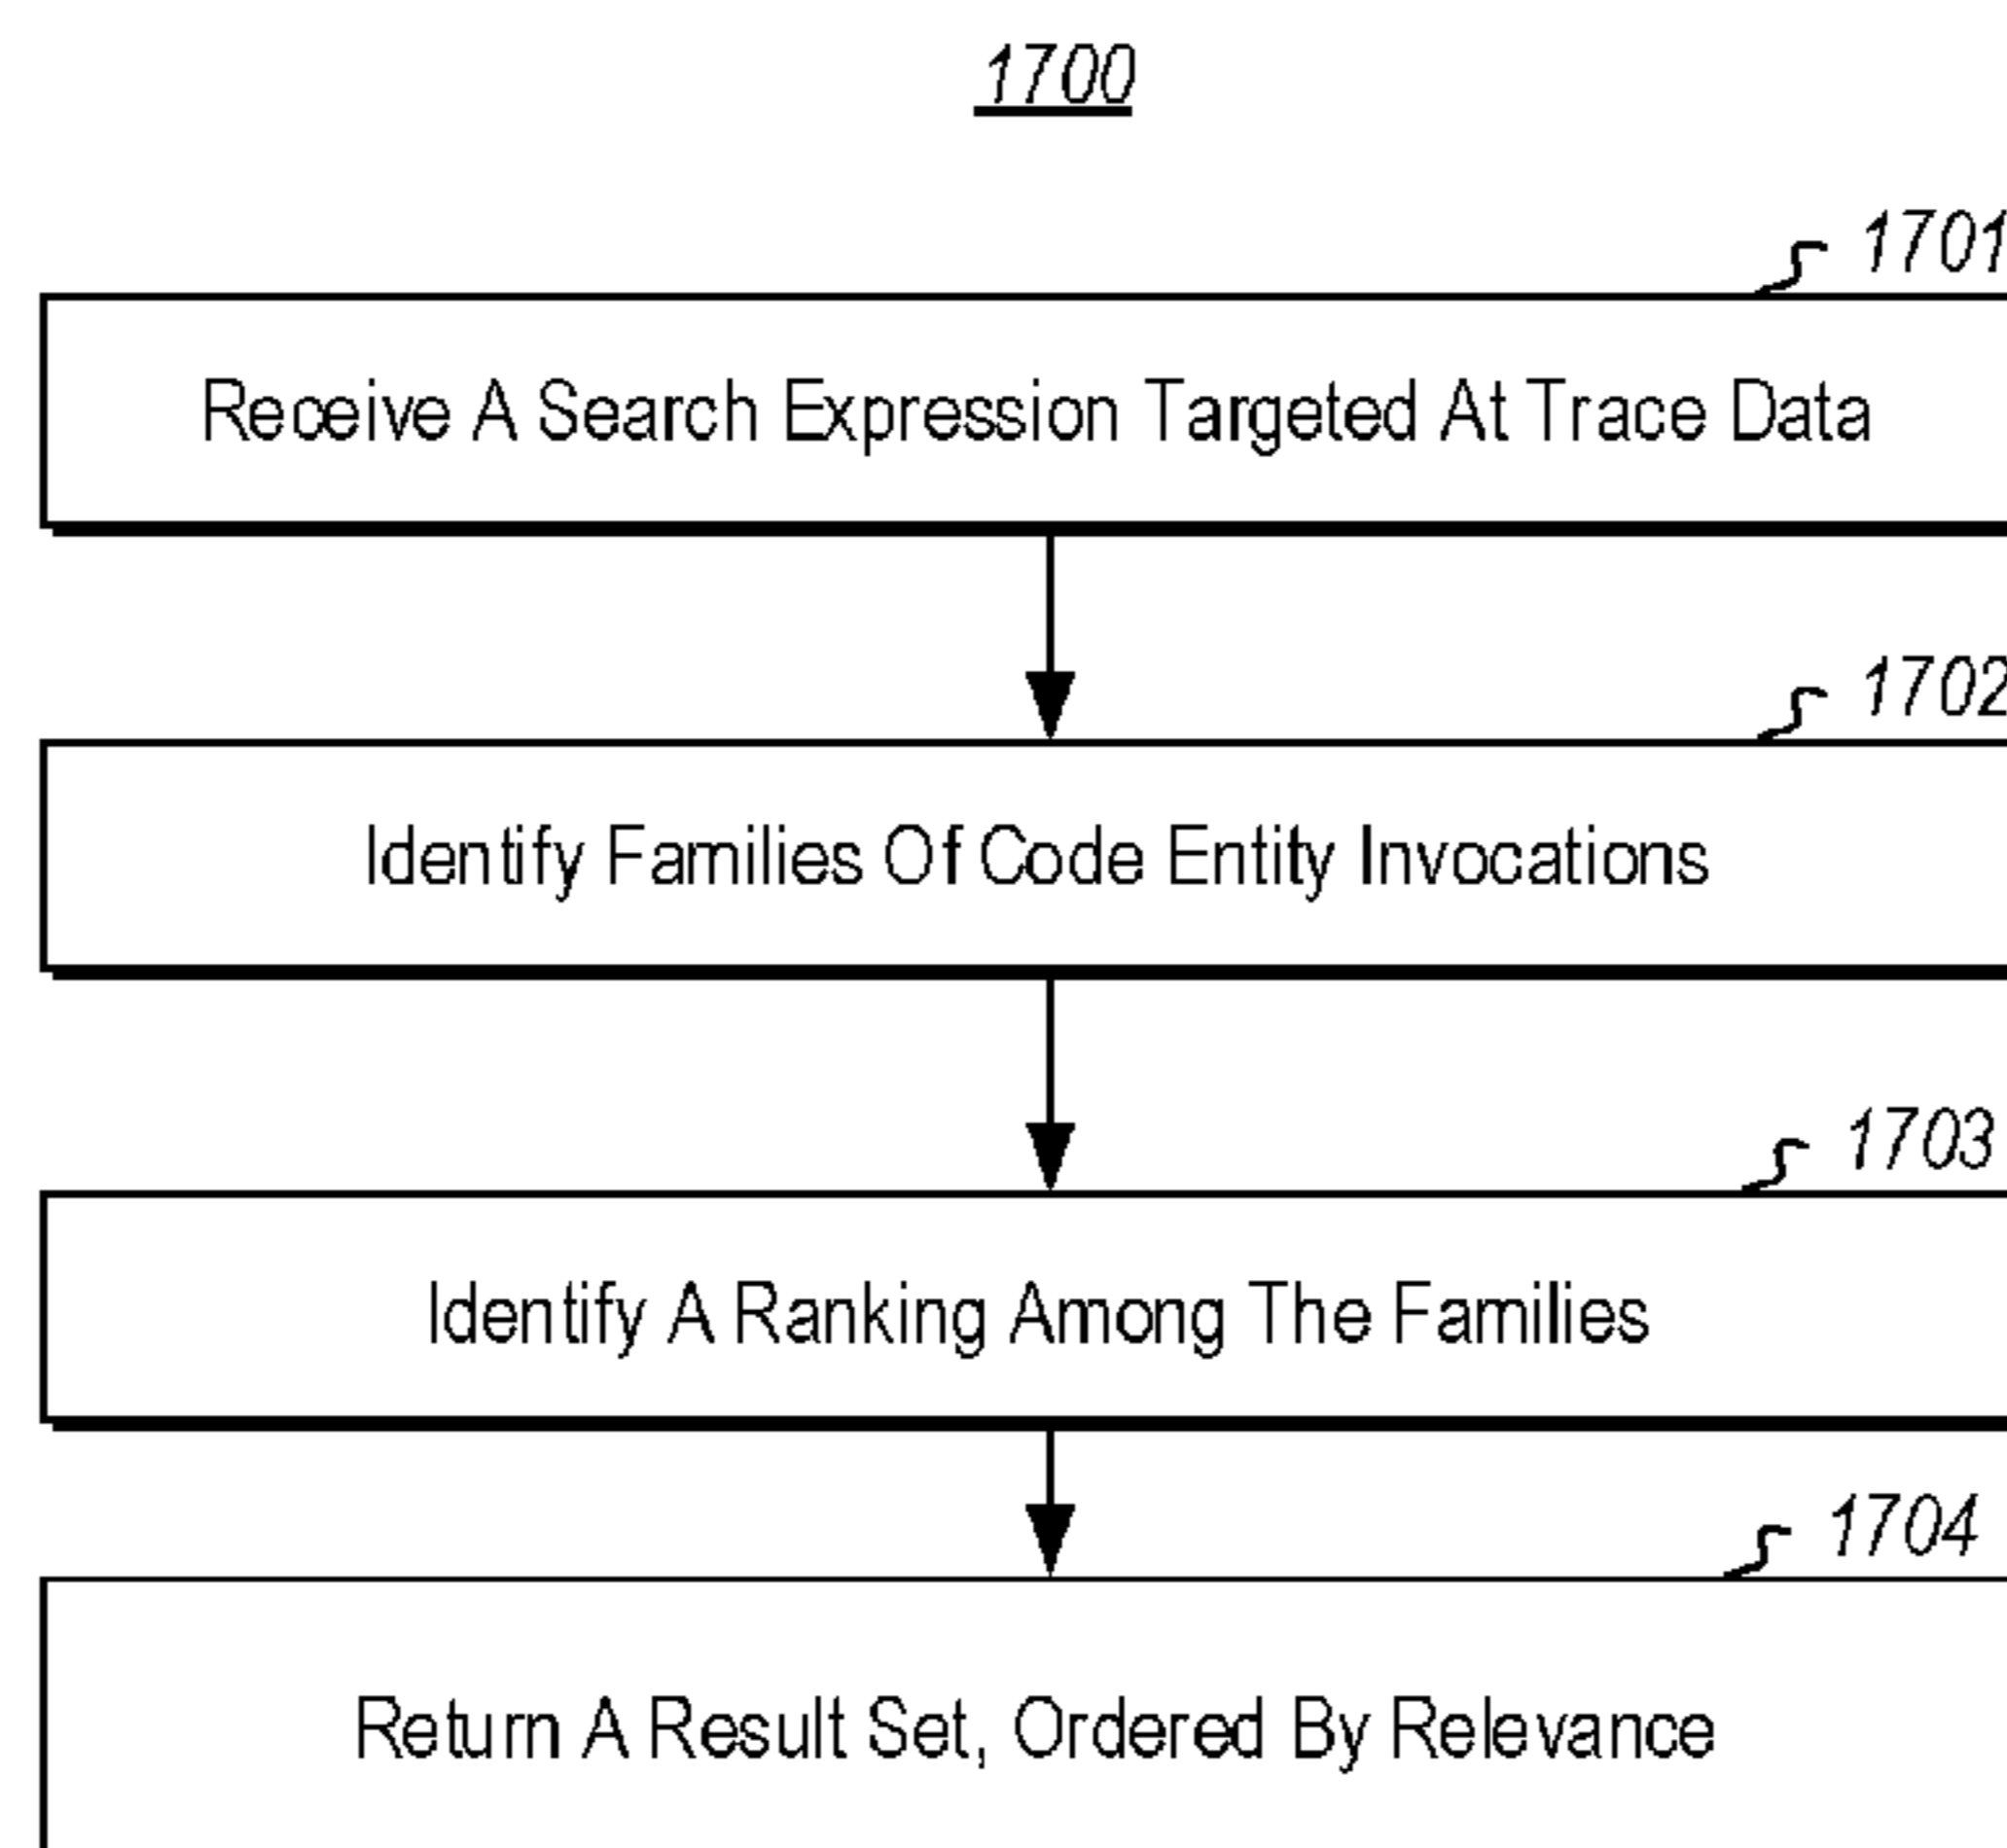 1700
1701
Receive A Search Expression Targeted At Trace Data
1702
Identify Families Of Code Entity Invocations
1703
Identify A Ranking Among The Families
1704
Return A Result Set, Ordered By Relevance